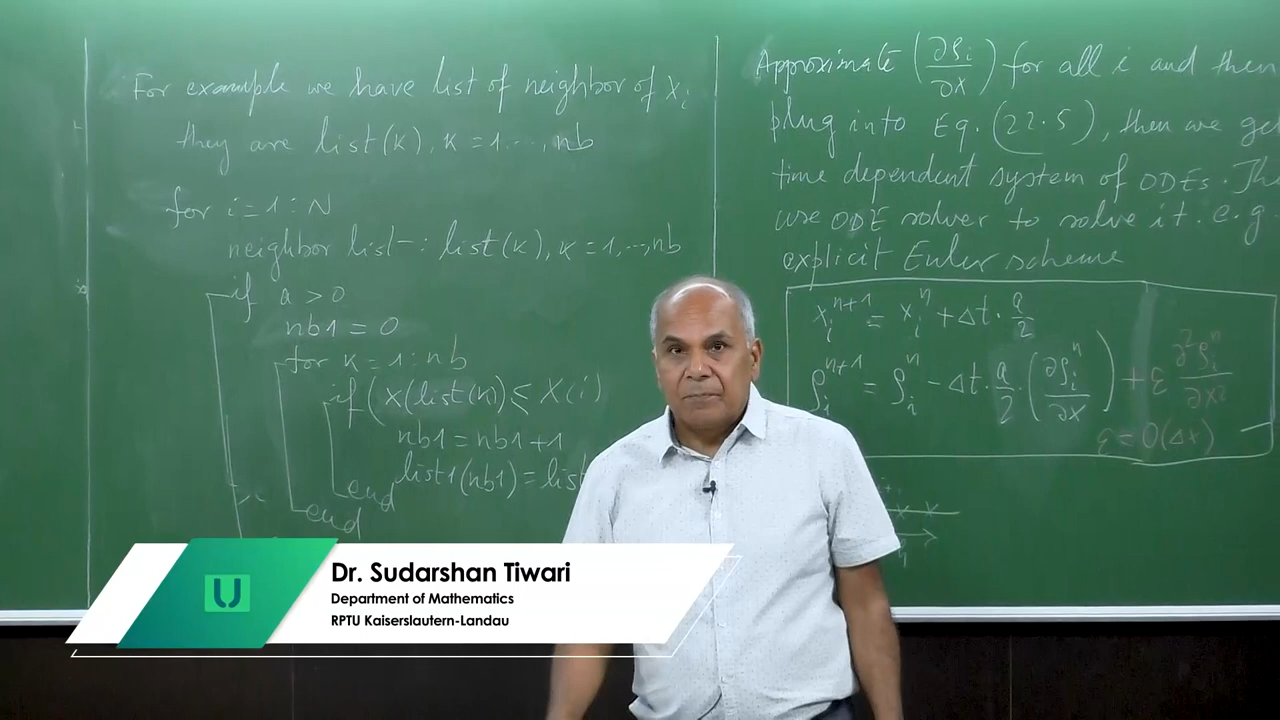 For example we have list of neighbor of x_i
they are list(k), k = 1..., nb
for i = 1 : N
neighbor list : list(k), k = 1, ..., nb
if a > 0
nb1 = 0
for k = 1 : nb
if (x(list(k) ≤ x(i)
nb1 = nb1 + 1
list1(nb1) = list
end
end
Approximate (∂ρ_i/∂x) for all i and then
plug into Eq. (22.5), then we ge
time dependent system of ODEs. The
use ODE solver to solve it. e.g.
explicit Euler scheme
x_i^{n+1} = x_i^n + Δt · a/2
ρ_i^{n+1} = ρ_i^n − Δt · a/2 · (∂ρ_i^n/∂x) + ε ∂²ρ_i^n/∂x²
ε = O(Δx)
U
Dr. Sudarshan Tiwari
Department of Mathematics
RPTU Kaiserslautern-Landau